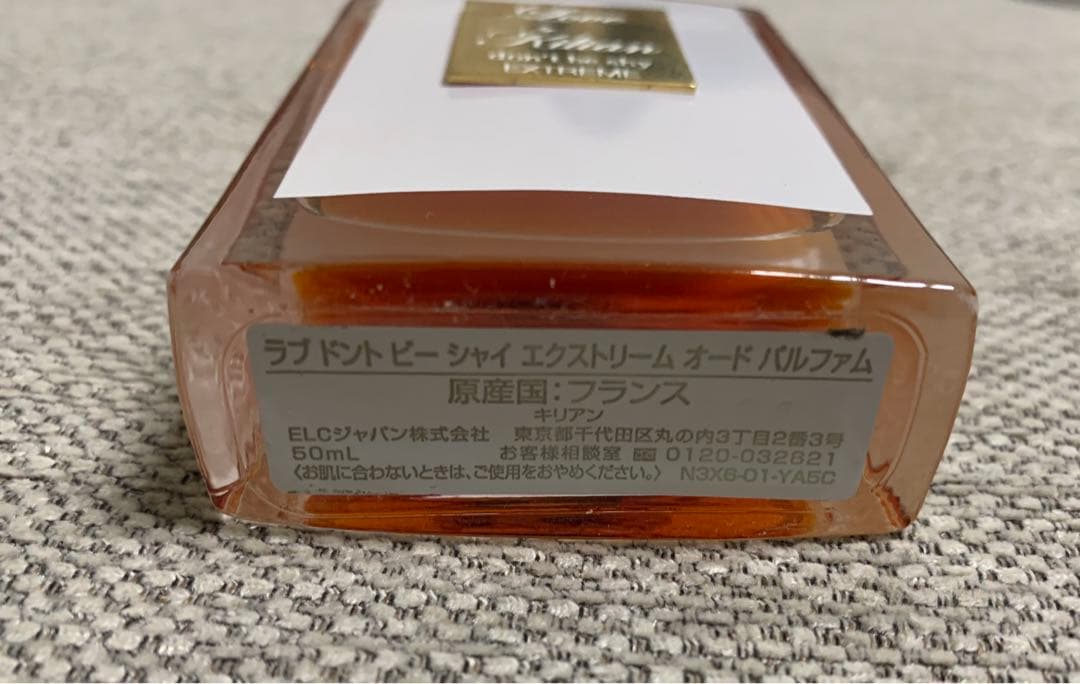 Kilian
don't be shy
EXTREME
ラブ ドント ビー シャイ エクストリーム オード パルファム
原産国：フランス
キリアン
ELCジャパン株式会社 東京都千代田区丸の内3丁目2番3号
50mL お客様相談室 0120-032621
〈お肌に合わないときは、ご使用をおやめください。〉 N3X6-01-YA5C